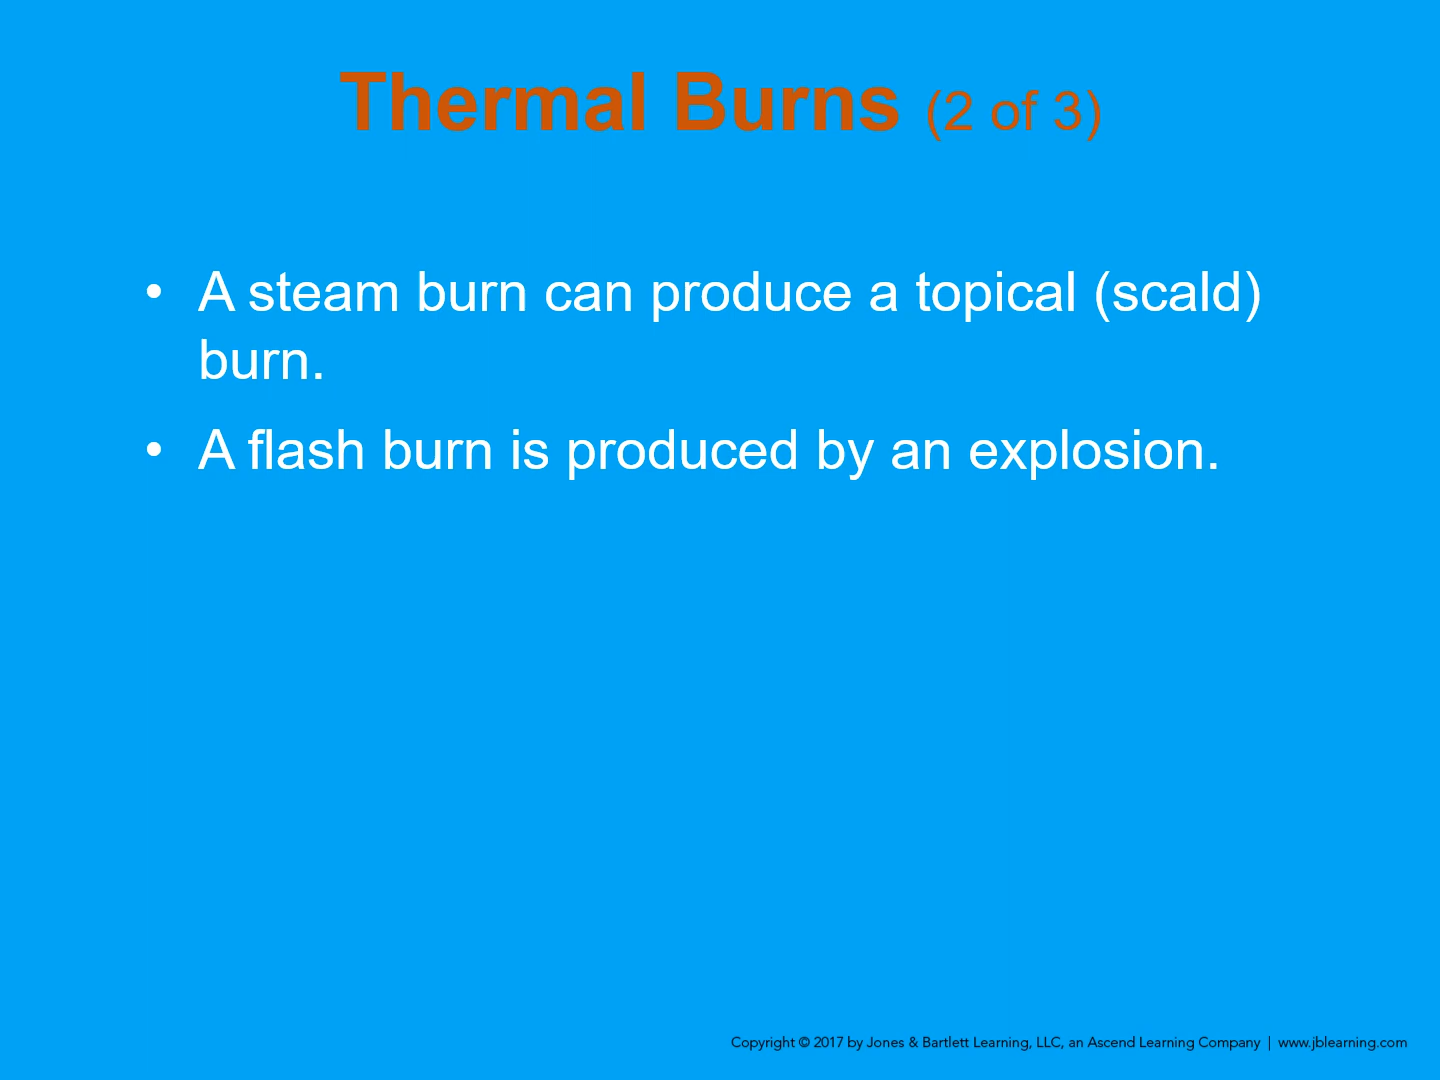 Thermal Burns (2 of 3)
• A steam burn can produce a topical (scald)
burn.
• A flash burn is produced by an explosion.
Copyright © 2017 by Jones & Bartlett Learning, LLC, an Ascend Learning Company | www.jblearning.com